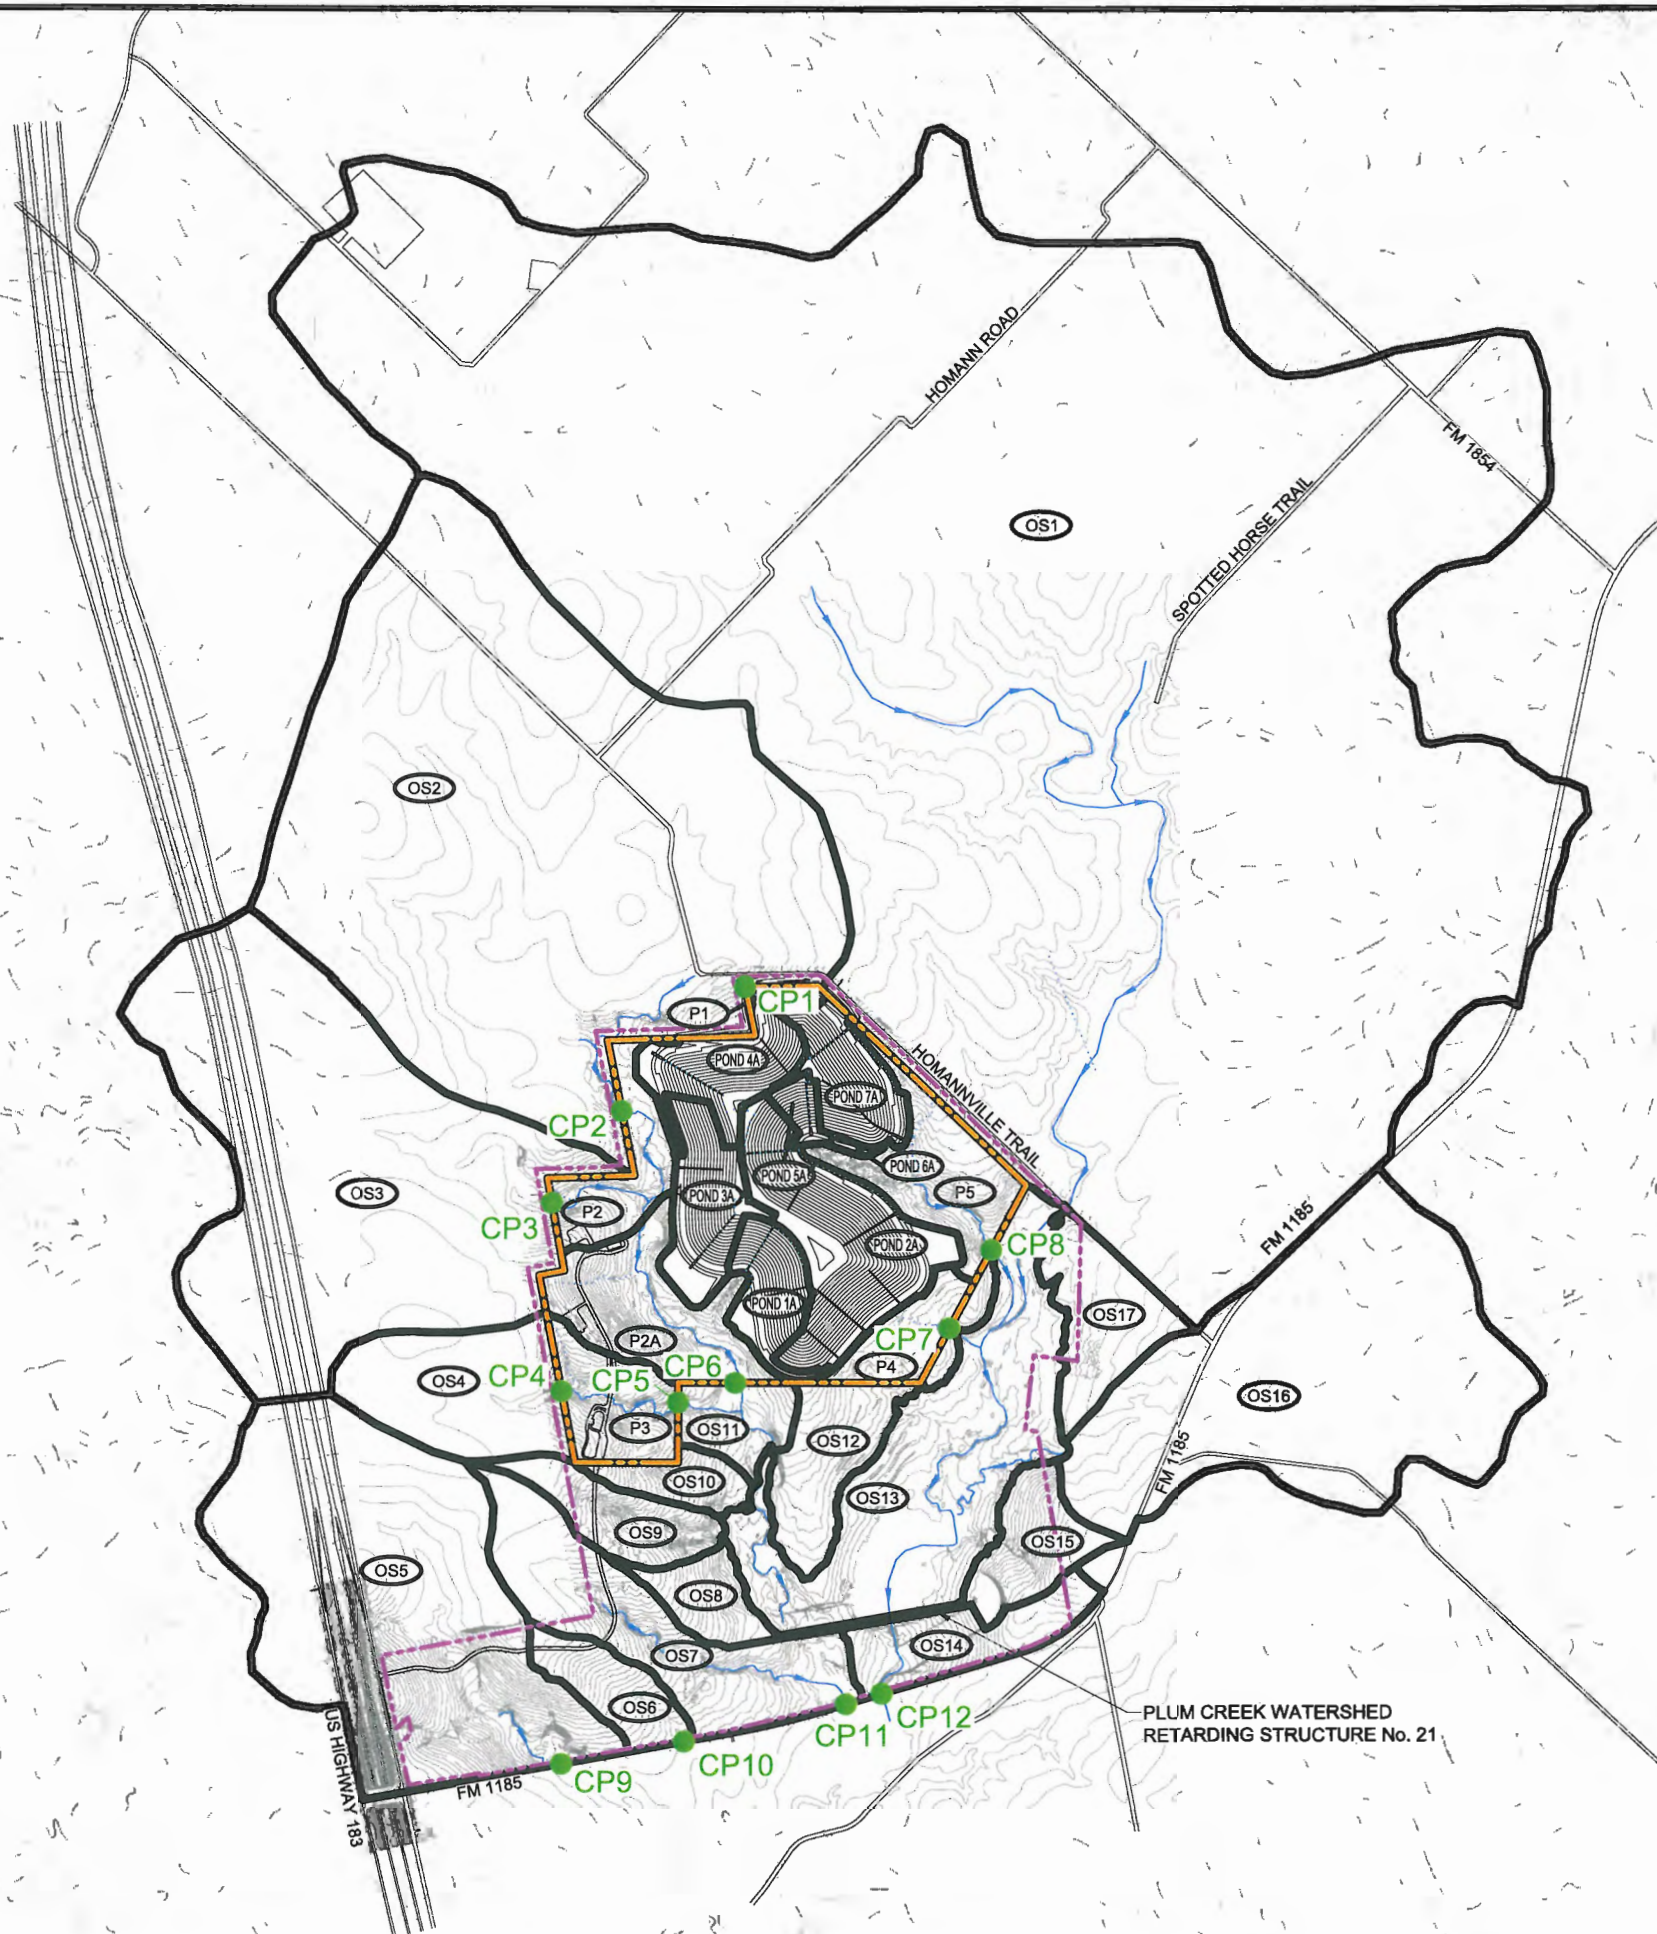 HOMANN ROAD
FM 1854
OS1
SPOTTED HORSE TRAIL
OS2
P1
CP1
POND 4A
HOMANNVILLE TRAIL
POND 7A
CP2
POND 6A
POND 5A
P5
OS3
POND 3A
P2
CP3
FM 1185
POND 2A
CP8
POND 1A
OS17
CP7
P2A
P4
CP6
OS4
CP4
CP5
OS16
P3
OS11
OS12
FM 1185
OS10
OS13
OS9
OS15
OS5
OS8
OS14
OS7
OS6
CP12
CP11
PLUM CREEK WATERSHED
RETARDING STRUCTURE No. 21
US HIGHWAY 183
CP10
CP9
FM 1185